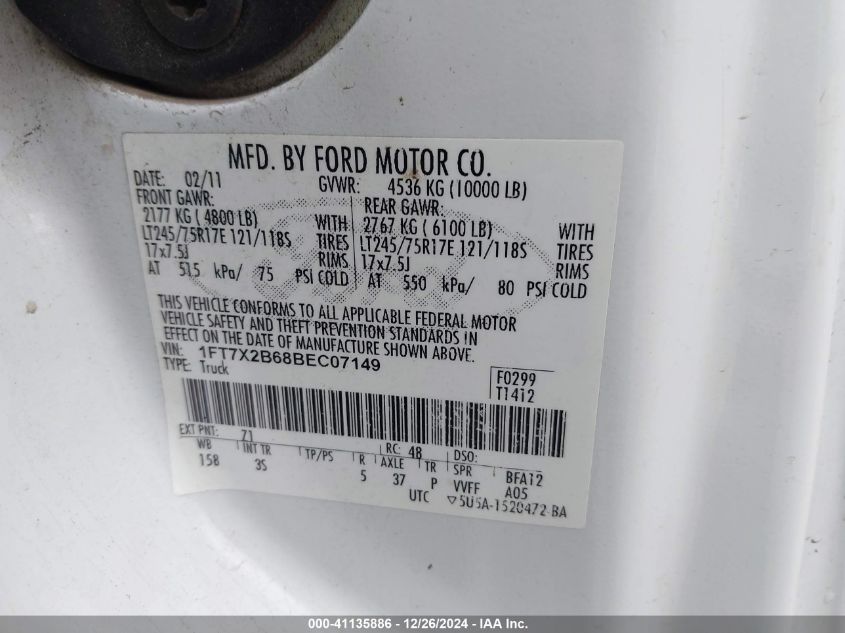 MFD. BY FORD MOTOR CO.
DATE: 02/11 GVWR: 4536 KG (10000 LB)
FRONT GAWR: REAR GAWR:
2177 KG ( 4800 LB) WITH 2767 KG ( 6100 LB) WITH
LT245/75R17E 121/118S TIRES LT245/75R17E 121/118S TIRES
17x7.5J RIMS 17x7.5J RIMS
AT 515 kPa/ 75 PSI COLD AT 550 kPa/ 80 PSI COLD
THIS VEHICLE CONFORMS TO ALL APPLICABLE FEDERAL MOTOR
VEHICLE SAFETY AND THEFT PREVENTION STANDARDS IN
EFFECT ON THE DATE OF MANUFACTURE SHOWN ABOVE.
VIN: 1FT7X2B68BEC07149
TYPE: Truck
F0299
T1412
EXT PNT: Z1 RC: 48 DSO:
WB INT TR TP/PS R AXLE TR SPR BFA12
158 3S 5 37 P VVFF A05
UTC ▽5U5A-1520472-BA
000-41135886 - 12/26/2024 - IAA Inc.